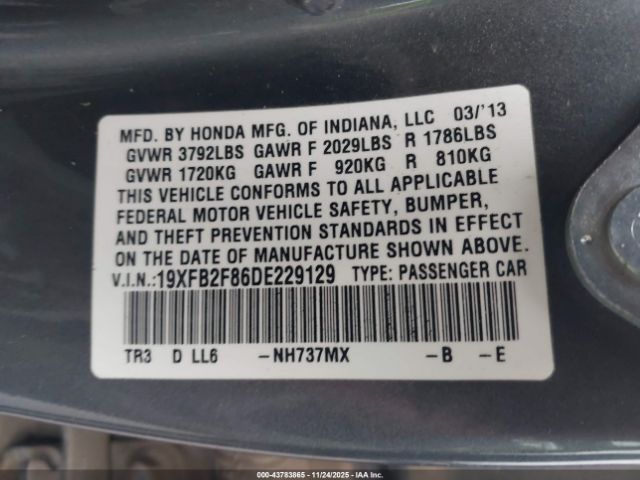 MFD. BY HONDA MFG. OF INDIANA, LLC 03/'13
GVWR 3792LBS GAWR F 2029LBS R 1786LBS
GVWR 1720KG GAWR F 920KG R 810KG
THIS VEHICLE CONFORMS TO ALL APPLICABLE
FEDERAL MOTOR VEHICLE SAFETY, BUMPER,
AND THEFT PREVENTION STANDARDS IN EFFECT
ON THE DATE OF MANUFACTURE SHOWN ABOVE.
V.I.N.:19XFB2F86DE229129 TYPE: PASSENGER CAR
TR3 D LL6 -NH737MX -B -E
000-43783865 - 11/24/2025 - IAA Inc.